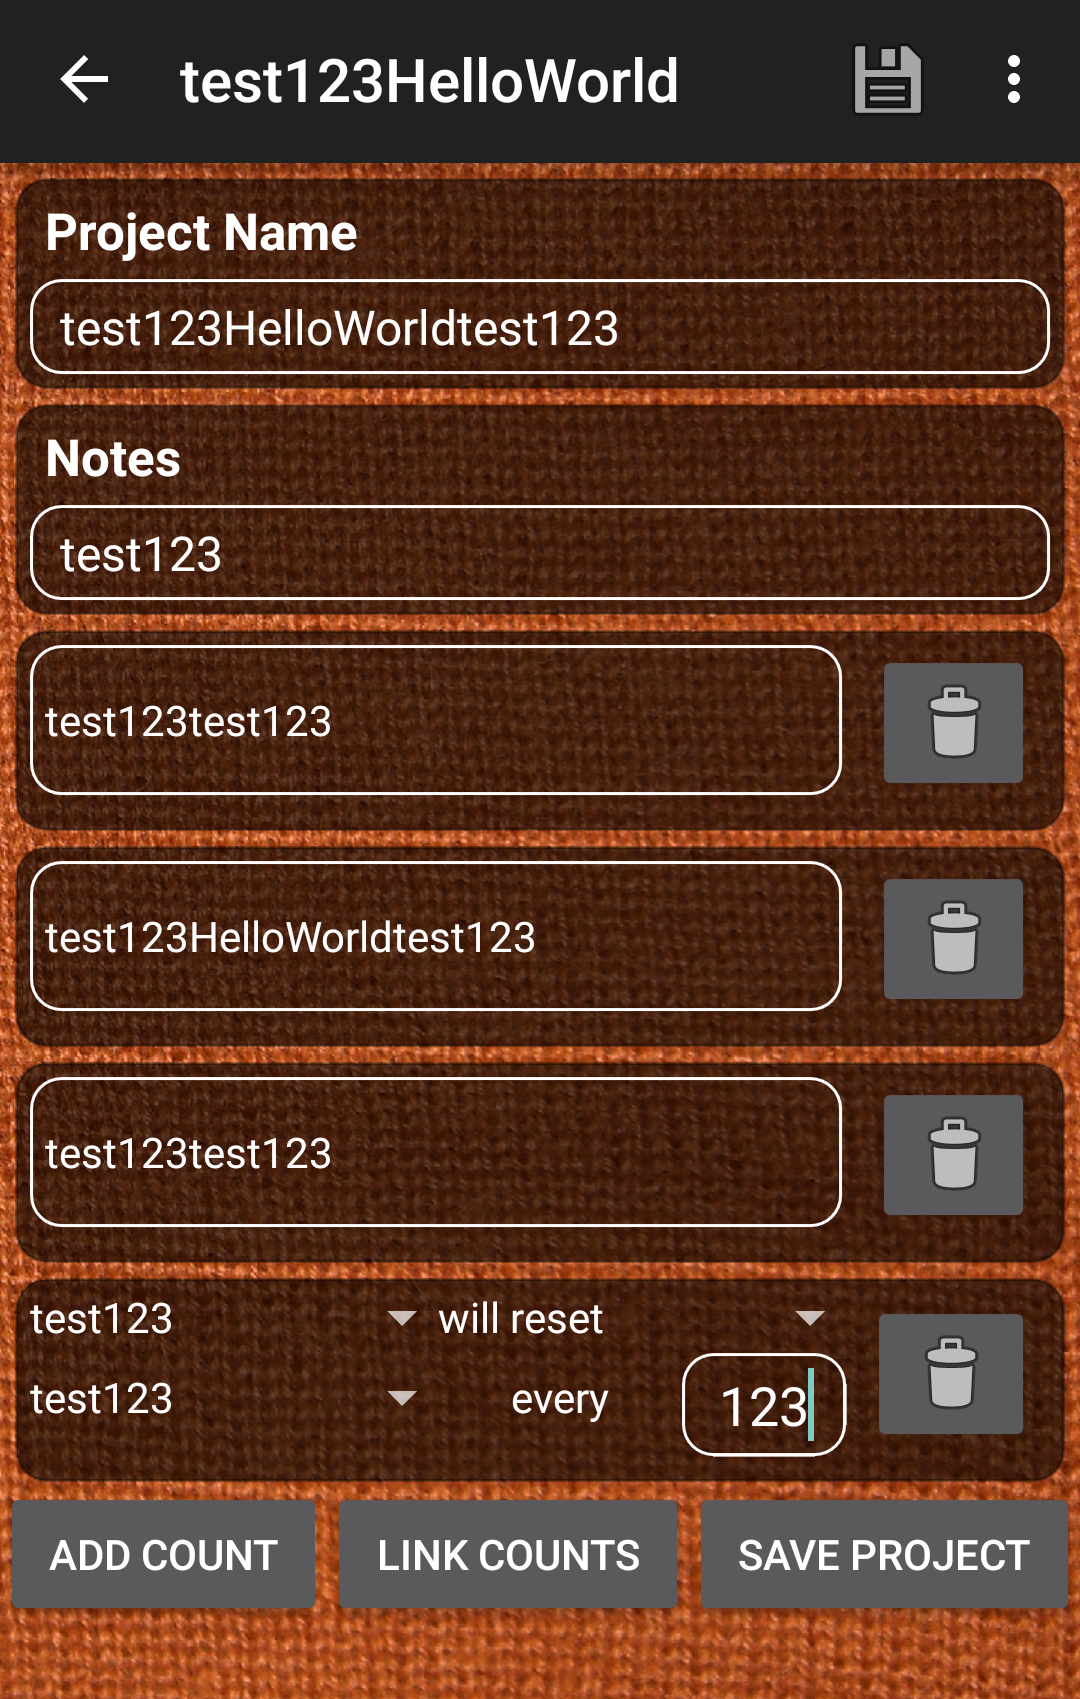 test123HelloWorld
Project Name
test123HelloWorldtest123
Notes
test123
test123test123
test123HelloWorldtest123
test123test123
test123 will reset
test123 every 123
ADD COUNT LINK COUNTS SAVE PROJECT